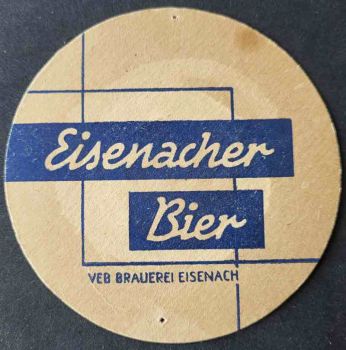 Eisenacher
Bier
VEB BRAUEREI EISENACH